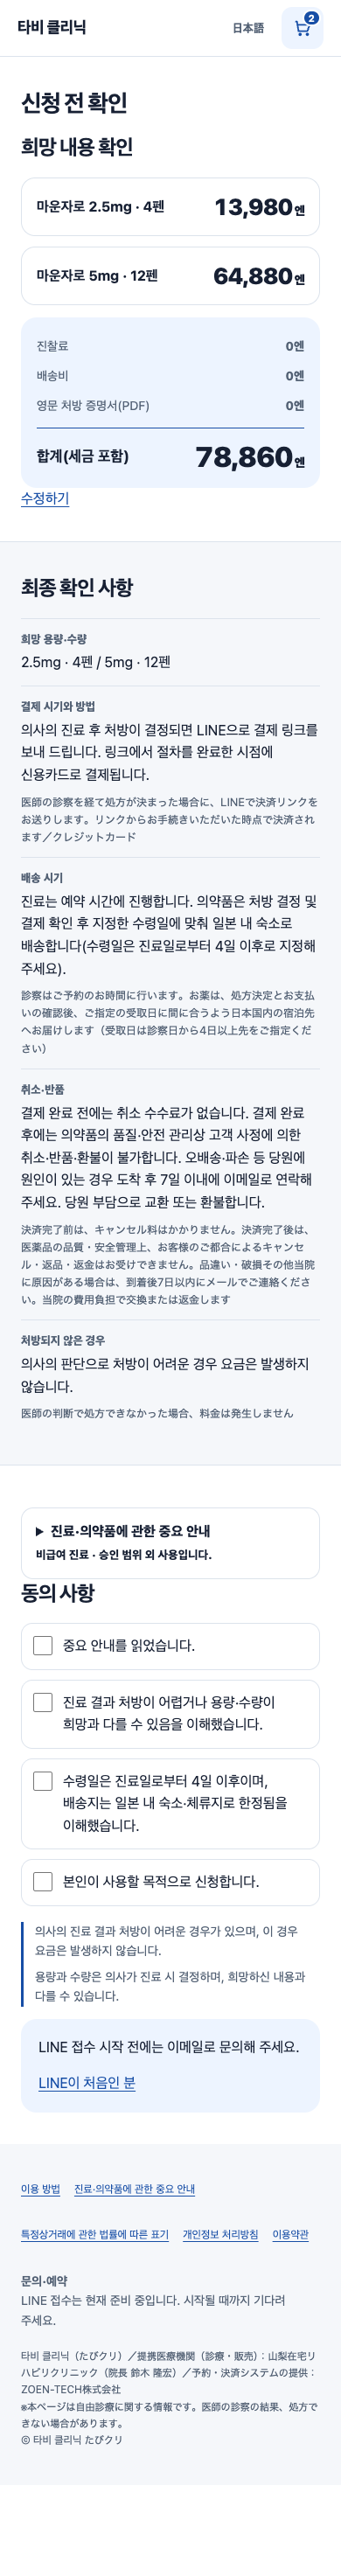 타비 클리닉
日本語
2
신청 전 확인
희망 내용 확인
마운자로 2.5mg · 4펜 13,980엔
마운자로 5mg · 12펜 64,880엔
진찰료 0엔
배송비 0엔
영문 처방 증명서(PDF) 0엔
합계(세금 포함) 78,860엔
수정하기
최종 확인 사항
희망 용량·수량
2.5mg · 4펜 / 5mg · 12펜
결제 시기와 방법
의사의 진료 후 처방이 결정되면 LINE으로 결제 링크를
보내 드립니다. 링크에서 절차를 완료한 시점에
신용카드로 결제됩니다.
医師の診察を経て処方が決まった場合に、LINEで決済リンクを
お送りします。リンクからお手続きいただいた時点で決済され
ます／クレジットカード
배송 시기
진료는 예약 시간에 진행합니다. 의약품은 처방 결정 및
결제 확인 후 지정한 수령일에 맞춰 일본 내 숙소로
배송합니다(수령일은 진료일로부터 4일 이후로 지정해
주세요).
診察はご予約のお時間に行います。お薬は、処方決定とお支払
いの確認後、ご指定の受取日に間に合うよう日本国内の宿泊先
へお届けします（受取日は診察日から4日以上先をご指定くだ
さい）
취소·반품
결제 완료 전에는 취소 수수료가 없습니다. 결제 완료
후에는 의약품의 품질·안전 관리상 고객 사정에 의한
취소·반품·환불이 불가합니다. 오배송·파손 등 당원에
원인이 있는 경우 도착 후 7일 이내에 이메일로 연락해
주세요. 당원 부담으로 교환 또는 환불합니다.
決済完了前は、キャンセル料はかかりません。決済完了後は、
医薬品の品質・安全管理上、お客様のご都合によるキャンセ
ル・返品・返金はお受けできません。品違い・破損その他当院
に原因がある場合は、到着後7日以内にメールでご連絡くださ
い。当院の費用負担で交換または返金します
처방되지 않은 경우
의사의 판단으로 처방이 어려운 경우 요금은 발생하지
않습니다.
医師の判断で処方できなかった場合、料金は発生しません
▶ 진료·의약품에 관한 중요 안내
비급여 진료 · 승인 범위 외 사용입니다.
동의 사항
중요 안내를 읽었습니다.
진료 결과 처방이 어렵거나 용량·수량이
희망과 다를 수 있음을 이해했습니다.
수령일은 진료일로부터 4일 이후이며,
배송지는 일본 내 숙소·체류지로 한정됨을
이해했습니다.
본인이 사용할 목적으로 신청합니다.
의사의 진료 결과 처방이 어려운 경우가 있으며, 이 경우
요금은 발생하지 않습니다.
용량과 수량은 의사가 진료 시 결정하며, 희망하신 내용과
다를 수 있습니다.
LINE 접수 시작 전에는 이메일로 문의해 주세요.
LINE이 처음인 분
이용 방법 진료·의약품에 관한 중요 안내
특정상거래에 관한 법률에 따른 표기 개인정보 처리방침 이용약관
문의·예약
LINE 접수는 현재 준비 중입니다. 시작될 때까지 기다려
주세요.
타비 클리닉（たびクリ）／提携医療機関（診療・販売）：山梨在宅リ
ハビリクリニック（院長 鈴木 隆宏）／予約・決済システムの提供：
ZOEN-TECH株式会社
※本ページは自由診療に関する情報です。医師の診察の結果、処方で
きない場合があります。
© 타비 클리닉 たびクリ